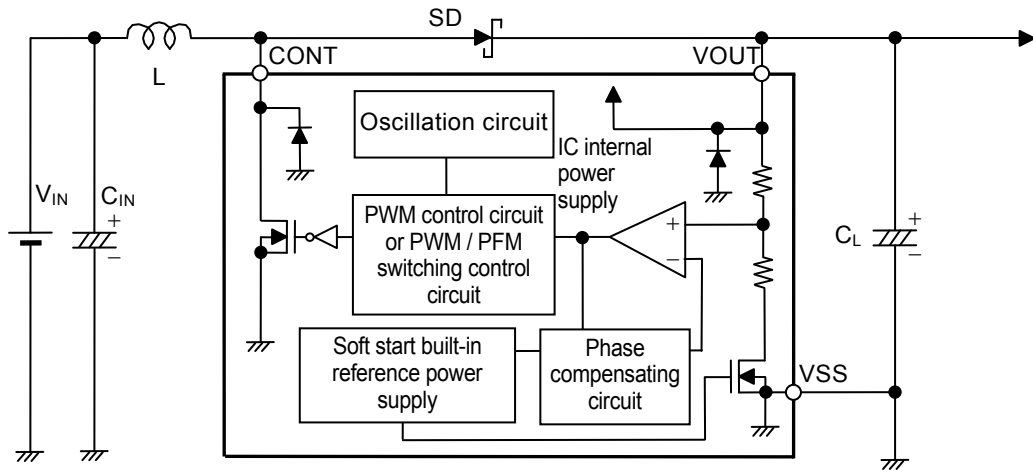 SD
CONT
VOUT
L
Oscillation circuit
IC internal
power
supply
VIN
CIN
+
−
PWM control circuit
or PWM / PFM
switching control
circuit
+
−
CL
+
−
Soft start built-in
reference power
supply
Phase
compensating
circuit
VSS